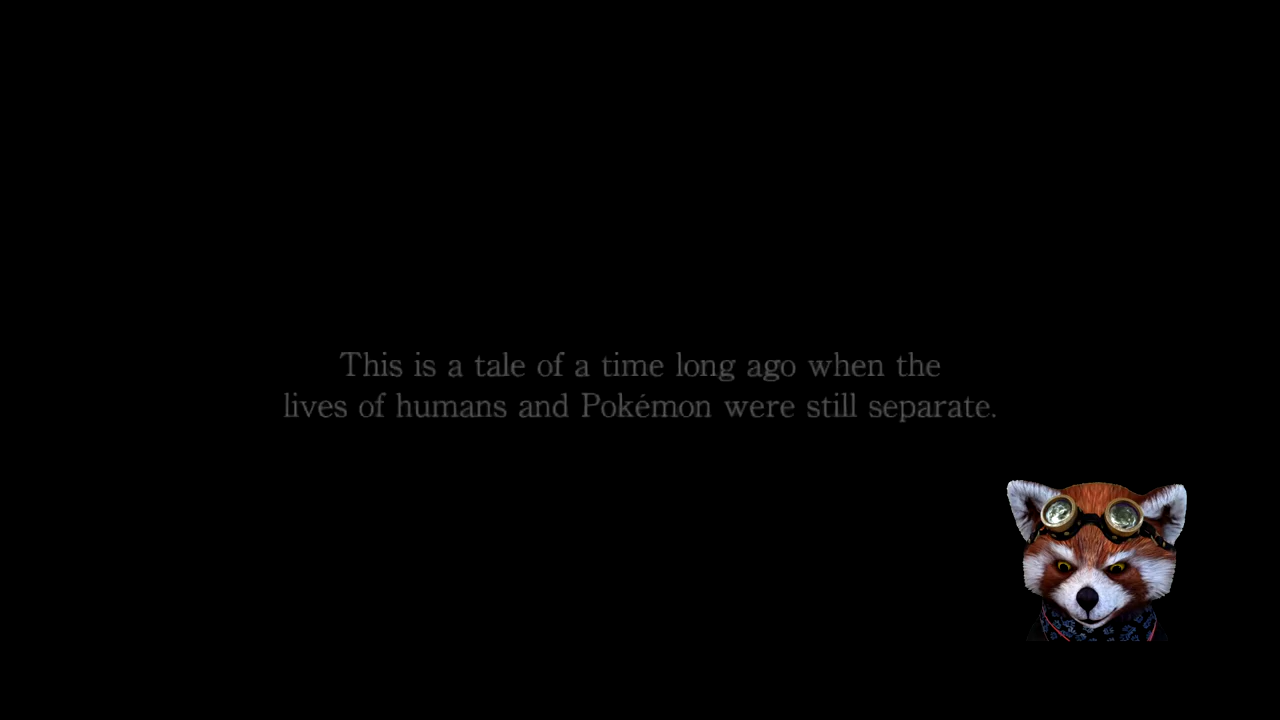 This is a tale of a time long ago when the
lives of humans and Pokémon were still separate.